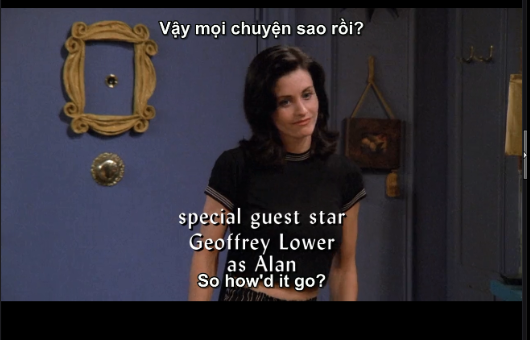 Vậy mọi chuyện sao rồi?
special guest star
Geoffrey Lower
as Alan
So how'd it go?